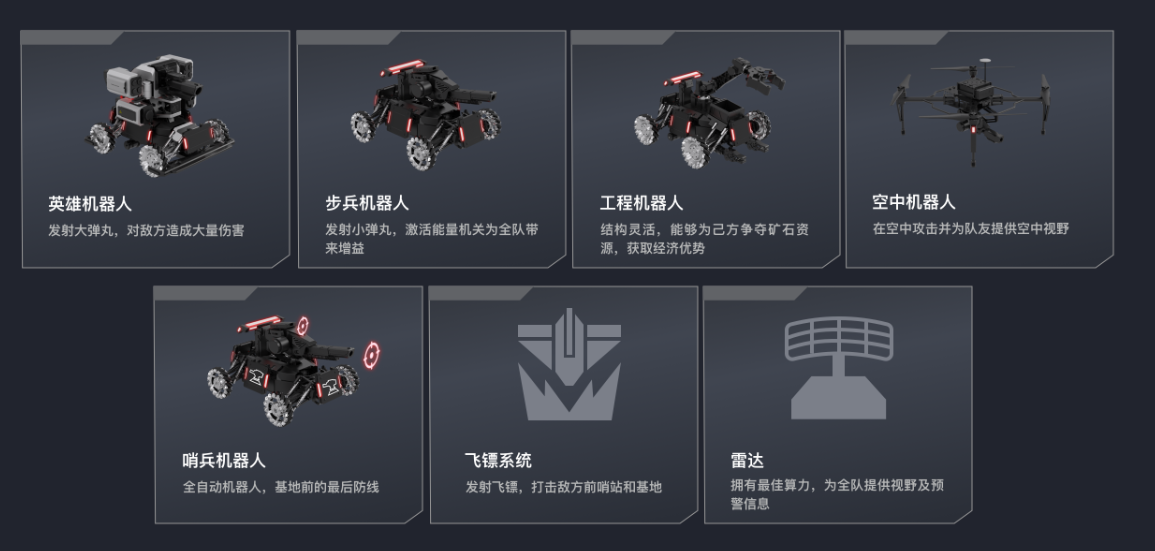 英雄机器人
发射大弹丸，对敌方造成大量伤害
步兵机器人
发射小弹丸，激活能量机关为全队带
来增益
工程机器人
结构灵活，能够为己方争夺矿石资
源，获取经济优势
空中机器人
在空中攻击并为队友提供空中视野
哨兵机器人
全自动机器人，基地前的最后防线
飞镖系统
发射飞镖，打击敌方前哨站和基地
雷达
拥有最佳算力，为全队提供视野及预
警信息